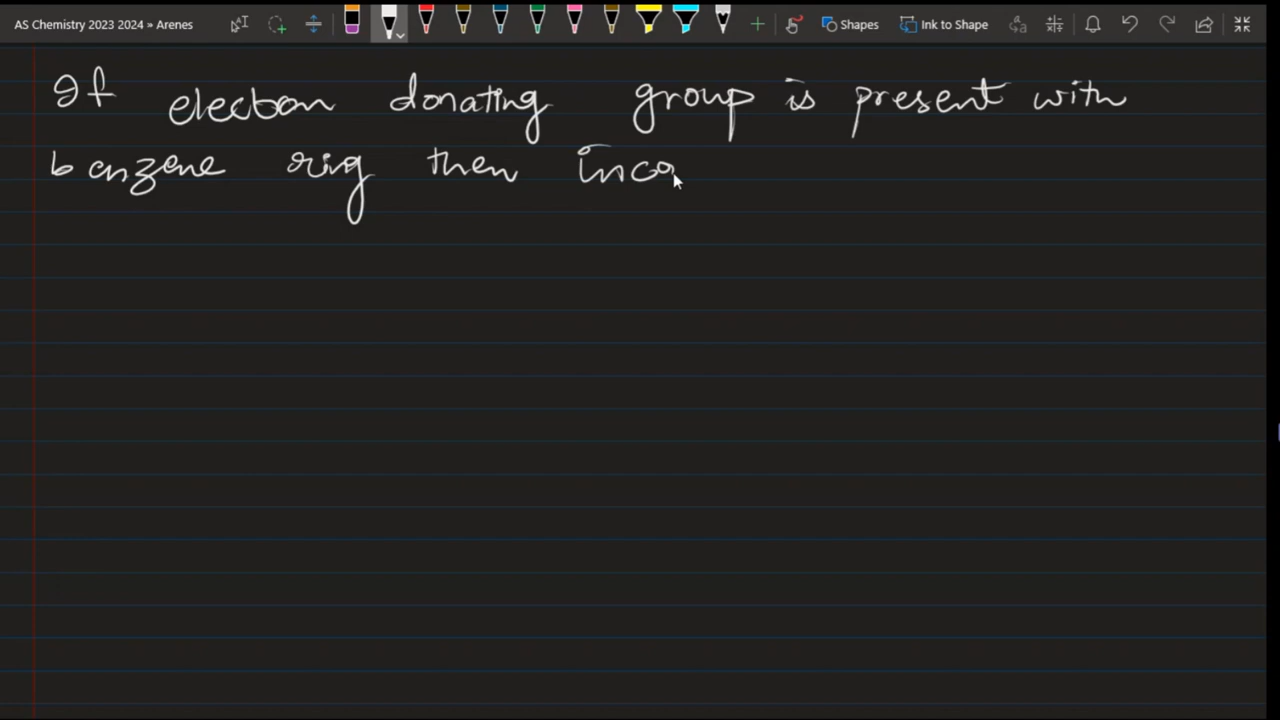 AS Chemistry 2023 2024 » Arenes
Shapes
Ink to Shape
If electron donating group is present with
benzene ring then inco